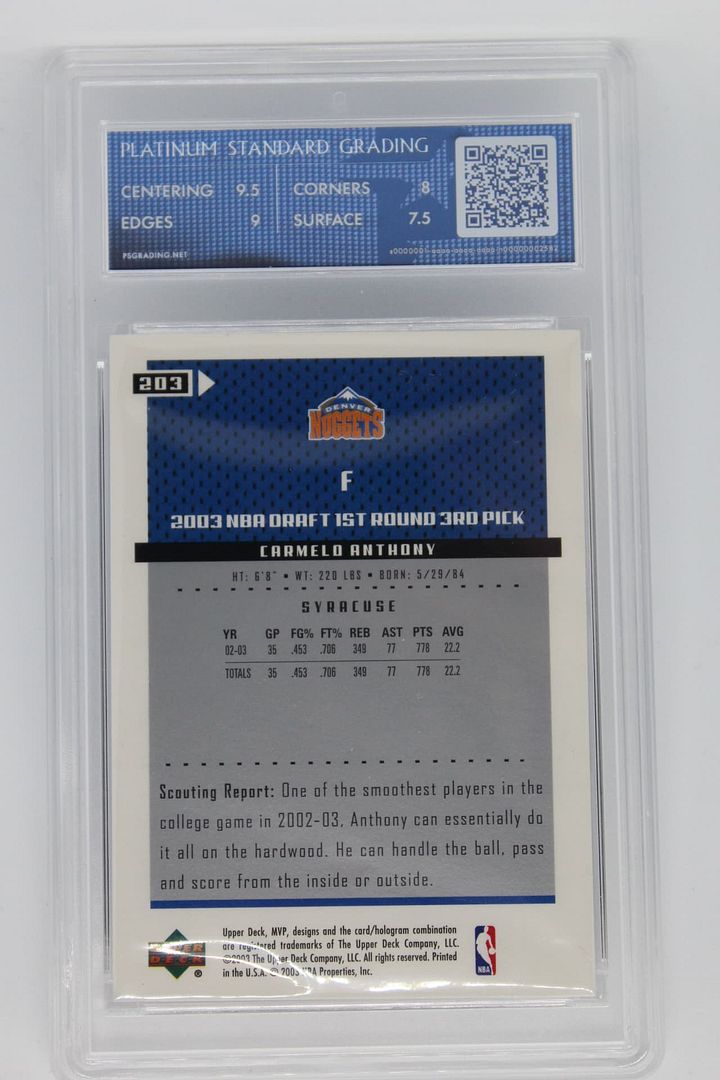 PLATINUM STANDARD GRADING
CENTERING 9.5 CORNERS 8
EDGES 9 SURFACE 7.5
PSGRADING.NET
203
DENVER
NUGGETS
F
2003 NBA DRAFT 1ST ROUND 3RD PICK
CARMELO ANTHONY
HT: 6'8" ▪ WT: 220 LBS ▪ BORN: 5/29/84
SYRACUSE
YR GP FG% FT% REB AST PTS AVG
02-03 35 .453 .706 349 77 778 22.2
TOTALS 35 .453 .706 349 77 778 22.2
Scouting Report: One of the smoothest players in the
college game in 2002-03, Anthony can essentially do
it all on the hardwood. He can handle the ball, pass
and score from the inside or outside.
Upper Deck, MVP, designs and the card/hologram combination
are registered trademarks of The Upper Deck Company, LLC.
©2003 The Upper Deck Company, LLC. All rights reserved. Printed
in the U.S.A. © 2003 NBA Properties, Inc.
UPPER
DECK
®
NBA